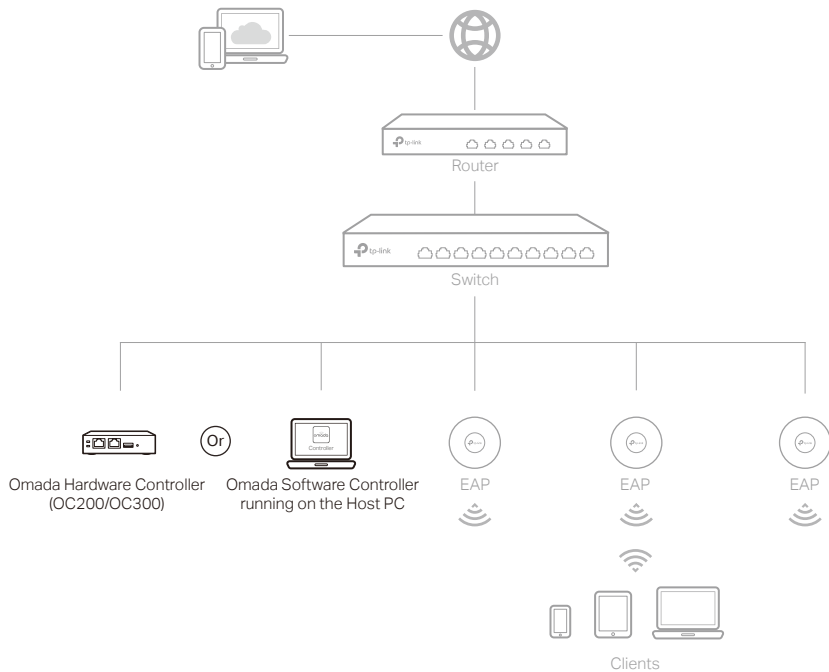 tp-link
Router
tp-link
Switch
Or
omada
Controller
Omada Hardware Controller
(OC200/OC300)
Omada Software Controller
running on the Host PC
EAP
EAP
EAP
Clients